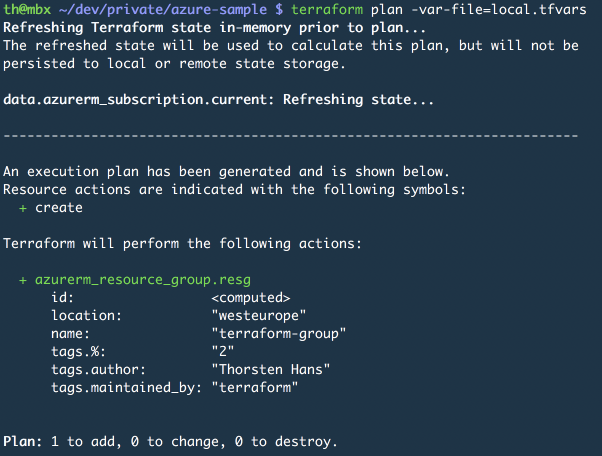 th@mbx ~/dev/private/azure-sample $ terraform plan -var-file=local.tfvars
Refreshing Terraform state in-memory prior to plan...
The refreshed state will be used to calculate this plan, but will not be
persisted to local or remote state storage.
data.azurerm_subscription.current: Refreshing state...
------------------------------------------------------------------------
An execution plan has been generated and is shown below.
Resource actions are indicated with the following symbols:
  + create
Terraform will perform the following actions:
  + azurerm_resource_group.resg
      id:                 <computed>
      location:           "westeurope"
      name:               "terraform-group"
      tags.%:             "2"
      tags.author:        "Thorsten Hans"
      tags.maintained_by: "terraform"
Plan: 1 to add, 0 to change, 0 to destroy.